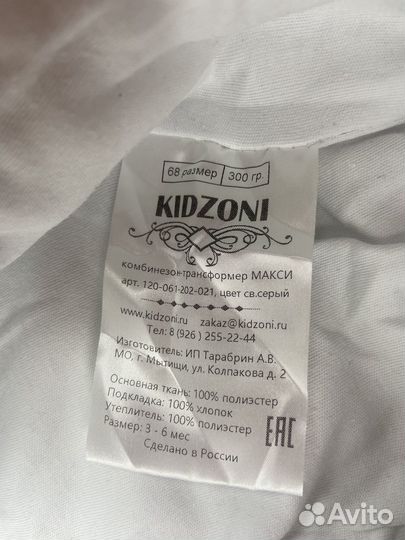 68 размер 300 гр.
KIDZONI
комбинезон-трансформер МАКСИ
арт. 120-061-202-021, цвет св.серый
www.kidzoni.ru zakaz@kidzoni.ru
Тел: 8 (926 ) 255-22-44
Изготовитель: ИП Тарабрин А.В.
МО, г. Мытищи, ул. Колпакова д. 2
Основная ткань: 100% полиэстер
Подкладка: 100% хлопок
Утеплитель: 100% полиэстер
Размер: 3 - 6 мес
Сделано в России
EAC
Avito